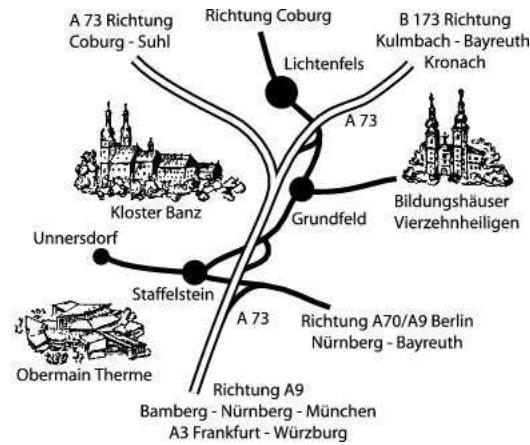 A 73 Richtung
Coburg - Suhl
Richtung Coburg
B 173 Richtung
Kulmbach - Bayreuth
Kronach
Lichtenfels
A 73
Kloster Banz
Grundfeld
Bildungshäuser
Vierzehnheiligen
Unnersdorf
Staffelstein
A 73
Richtung A70/A9 Berlin
Nürnberg - Bayreuth
Obermain Therme
Richtung A9
Bamberg - Nürnberg - München
A3 Frankfurt - Würzburg